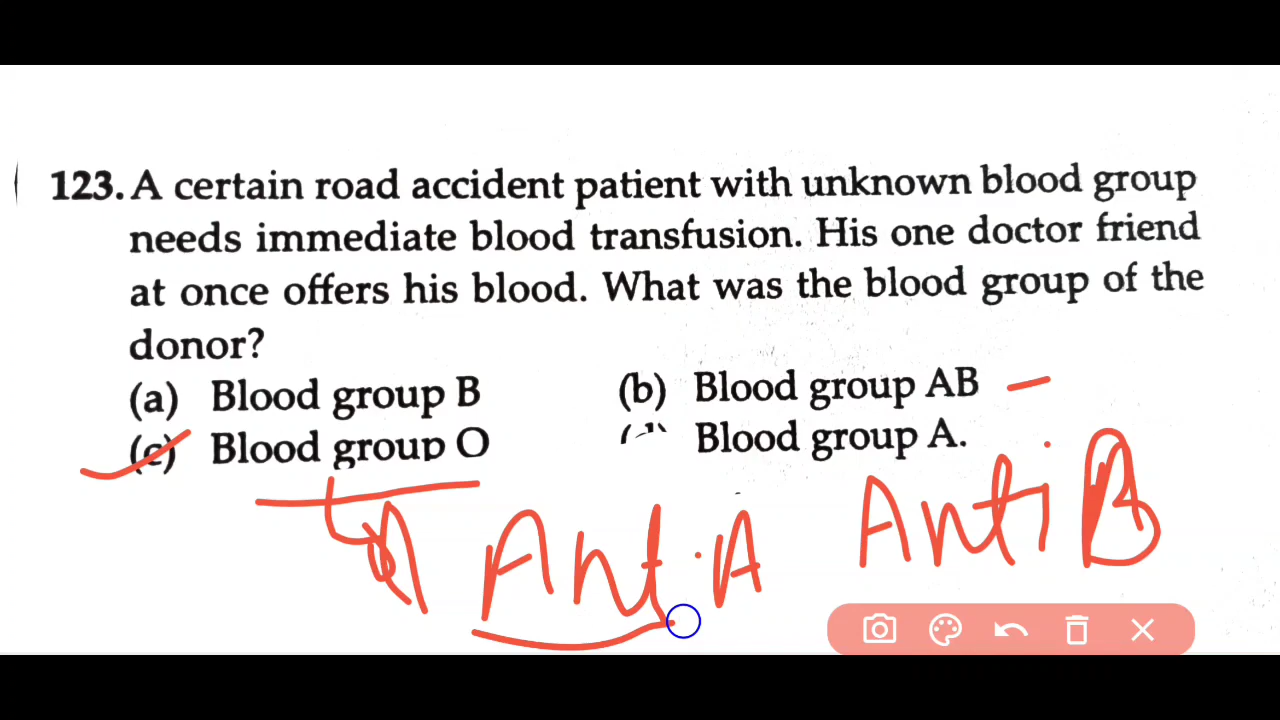 123. A certain road accident patient with unknown blood group
needs immediate blood transfusion. His one doctor friend
at once offers his blood. What was the blood group of the
donor?
(a) Blood group B (b) Blood group AB
(c) Blood group O Blood group A.
Anti A Anti B